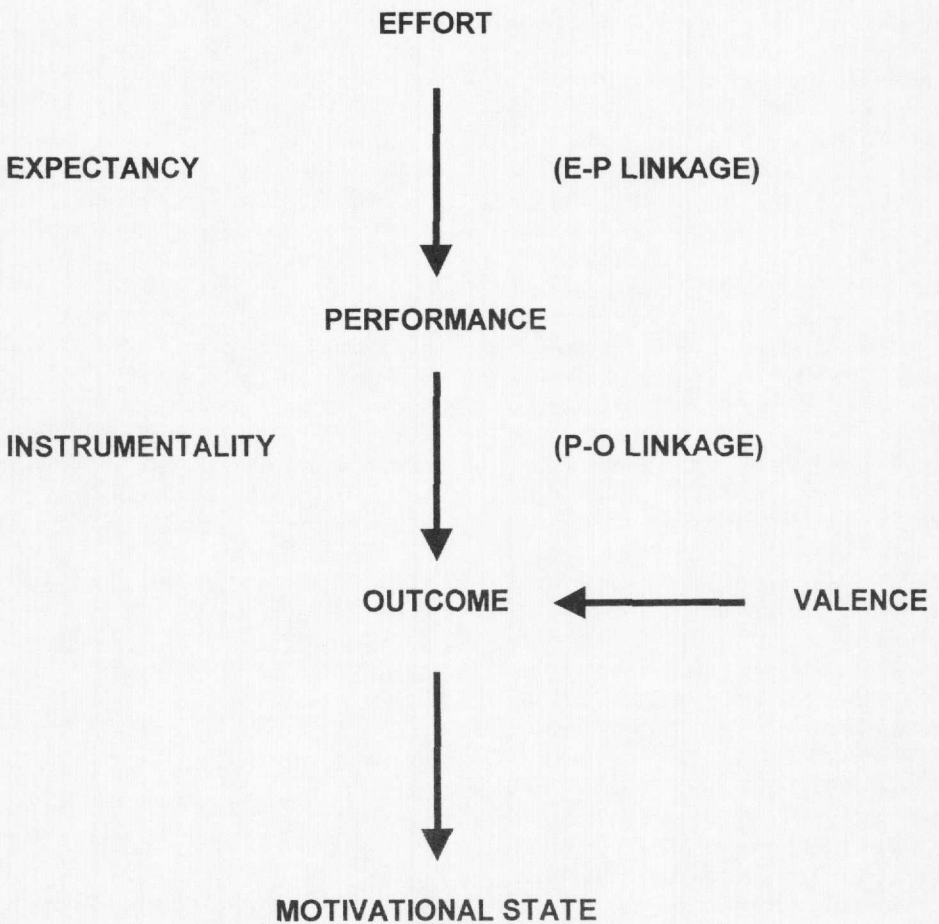 EFFORT
EXPECTANCY (E-P LINKAGE)
PERFORMANCE
INSTRUMENTALITY (P-O LINKAGE)
OUTCOME VALENCE
MOTIVATIONAL STATE